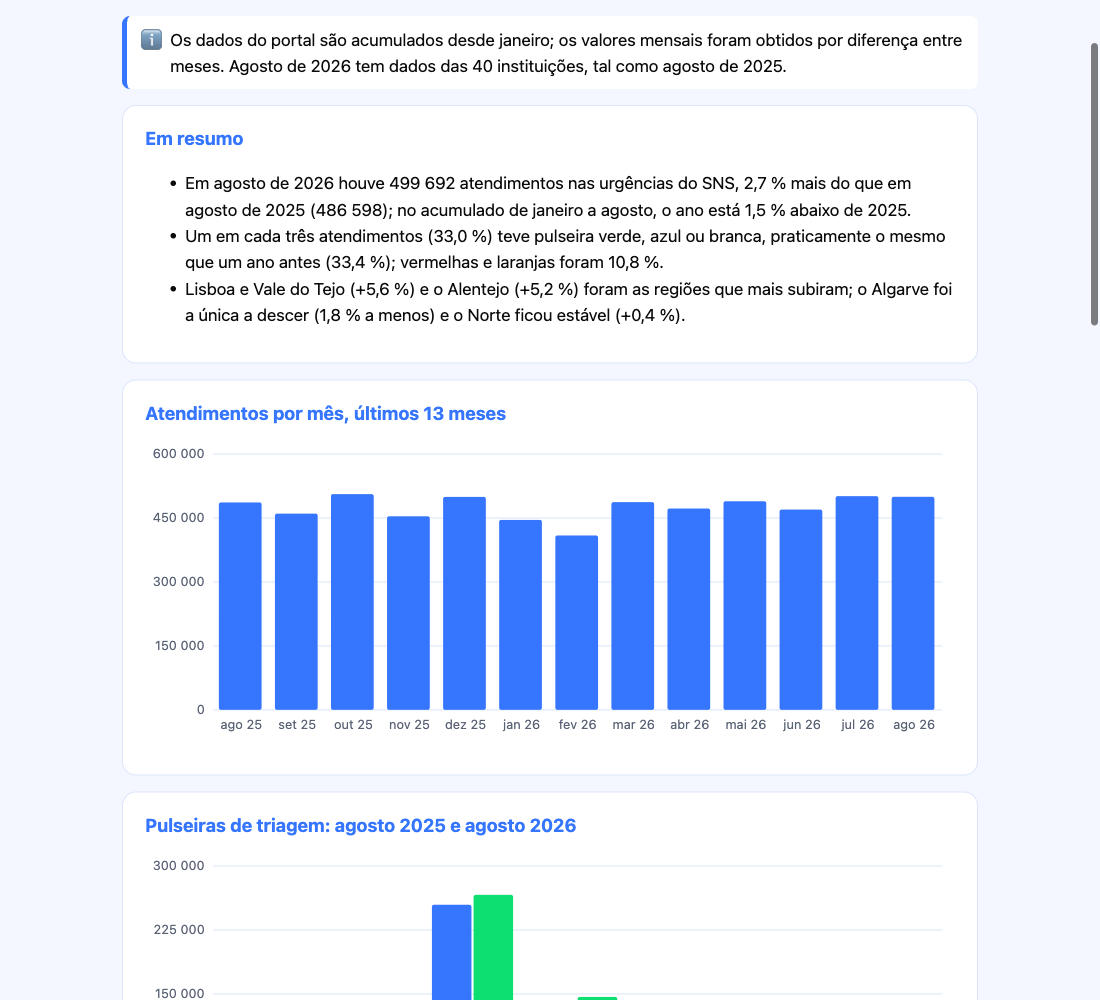 Os dados do portal são acumulados desde janeiro; os valores mensais foram obtidos por diferença entre
meses. Agosto de 2026 tem dados das 40 instituições, tal como agosto de 2025.
Em resumo
• Em agosto de 2026 houve 499 692 atendimentos nas urgências do SNS, 2,7 % mais do que em
agosto de 2025 (486 598); no acumulado de janeiro a agosto, o ano está 1,5 % abaixo de 2025.
• Um em cada três atendimentos (33,0 %) teve pulseira verde, azul ou branca, praticamente o mesmo
que um ano antes (33,4 %); vermelhas e laranjas foram 10,8 %.
• Lisboa e Vale do Tejo (+5,6 %) e o Alentejo (+5,2 %) foram as regiões que mais subiram; o Algarve foi
a única a descer (1,8 % a menos) e o Norte ficou estável (+0,4 %).
Atendimentos por mês, últimos 13 meses
600 000
450 000
300 000
150 000
0
ago 25 set 25 out 25 nov 25 dez 25 jan 26 fev 26 mar 26 abr 26 mai 26 jun 26 jul 26 ago 26
Pulseiras de triagem: agosto 2025 e agosto 2026
300 000
225 000
150 000